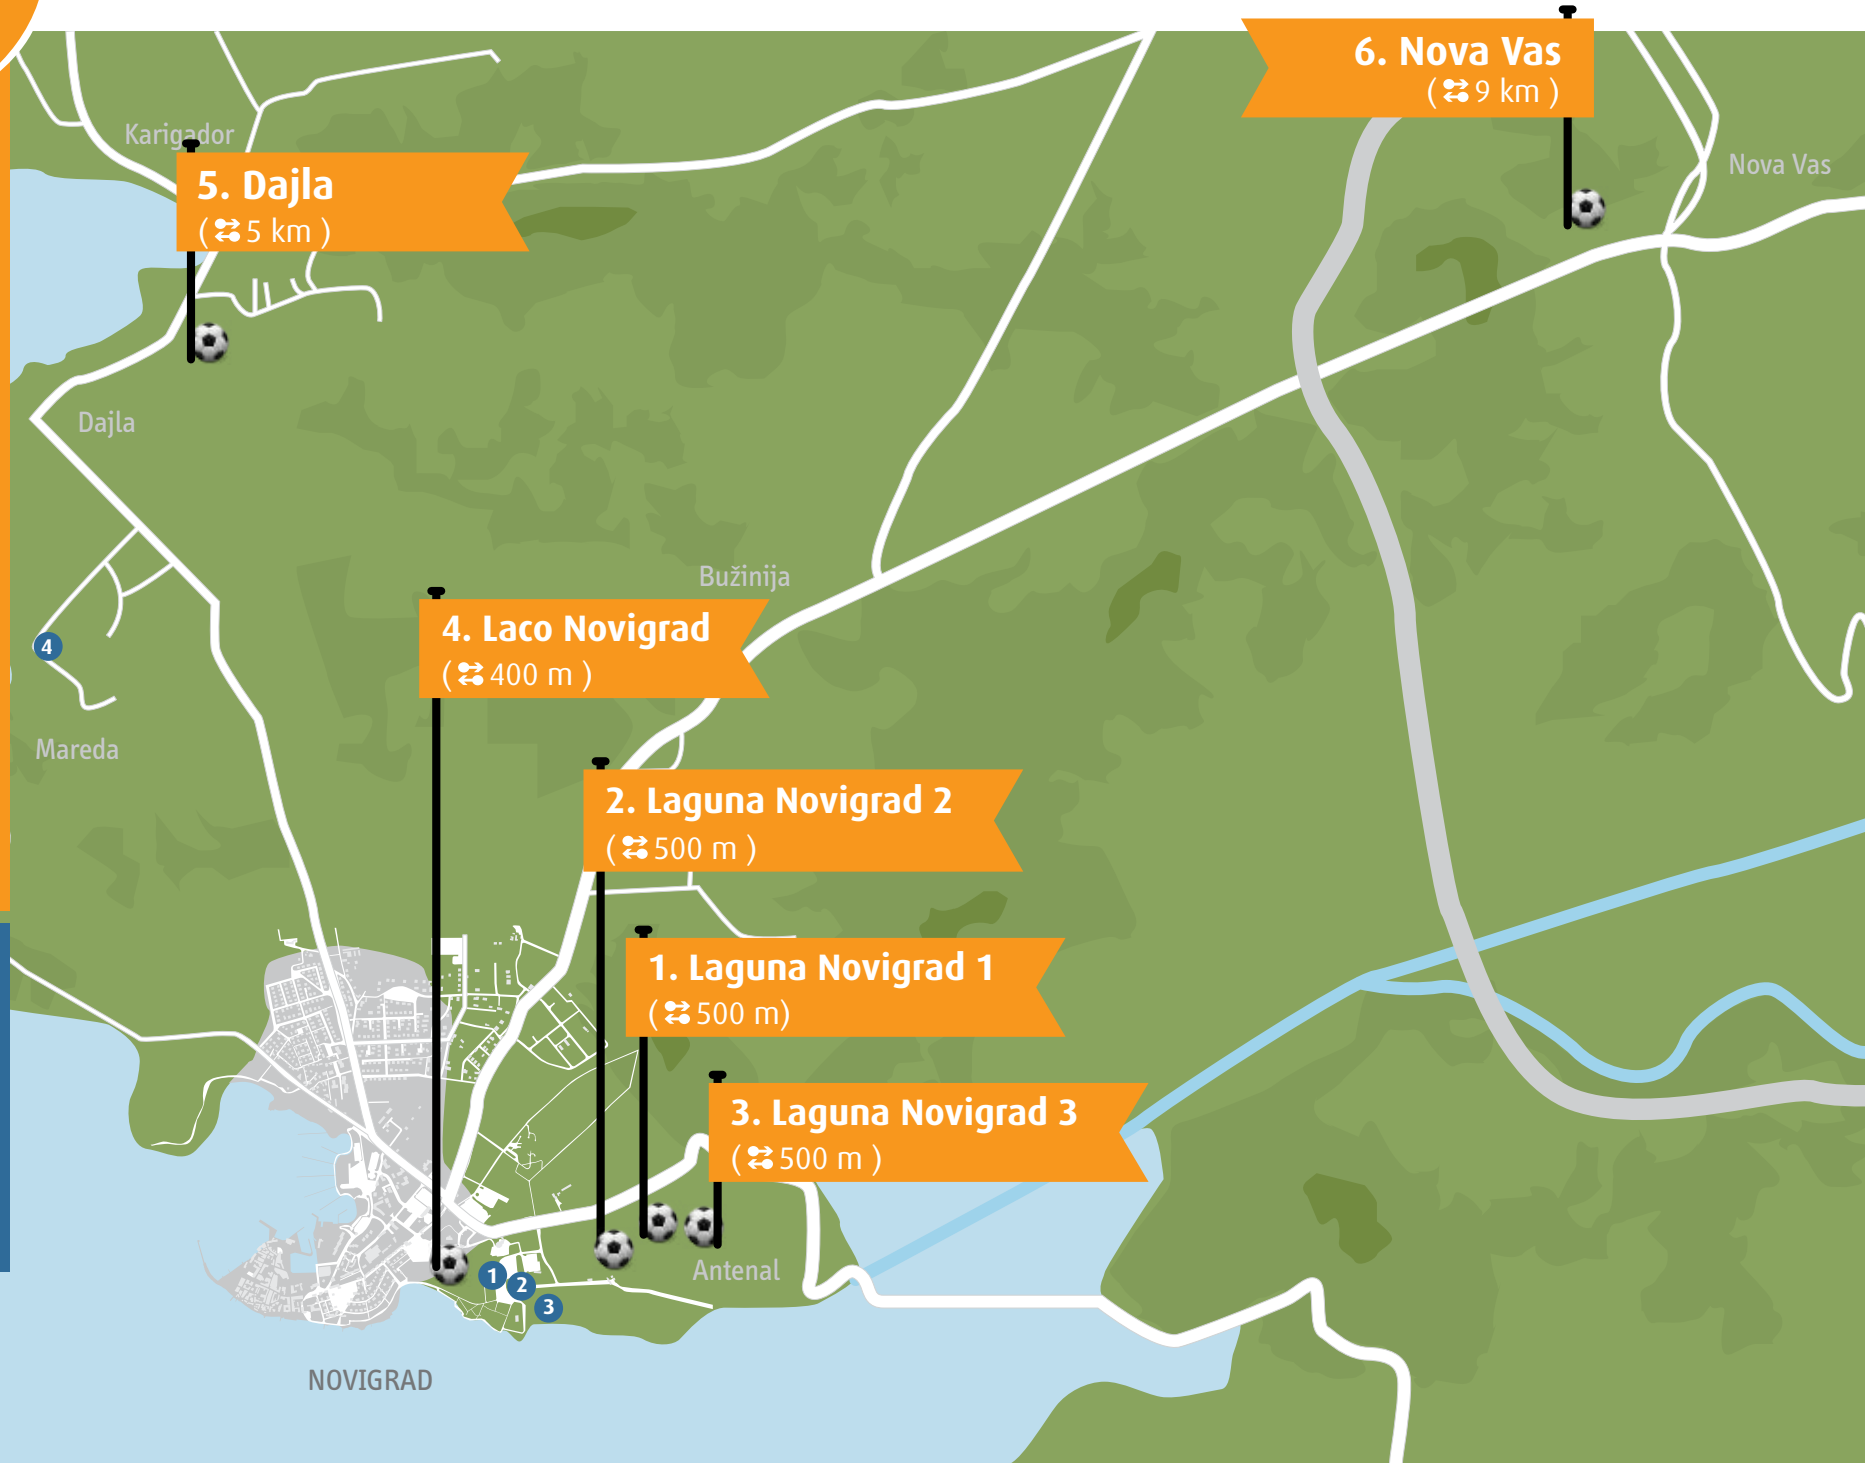 6. Nova Vas
( 9 km )
Karigador
Nova Vas
5. Dajla
( 5 km )
Dajla
Bužinija
4. Laco Novigrad
( 400 m )
4
Mareda
2. Laguna Novigrad 2
( 500 m )
1. Laguna Novigrad 1
( 500 m)
3. Laguna Novigrad 3
( 500 m )
Antenal
1
2
3
NOVIGRAD